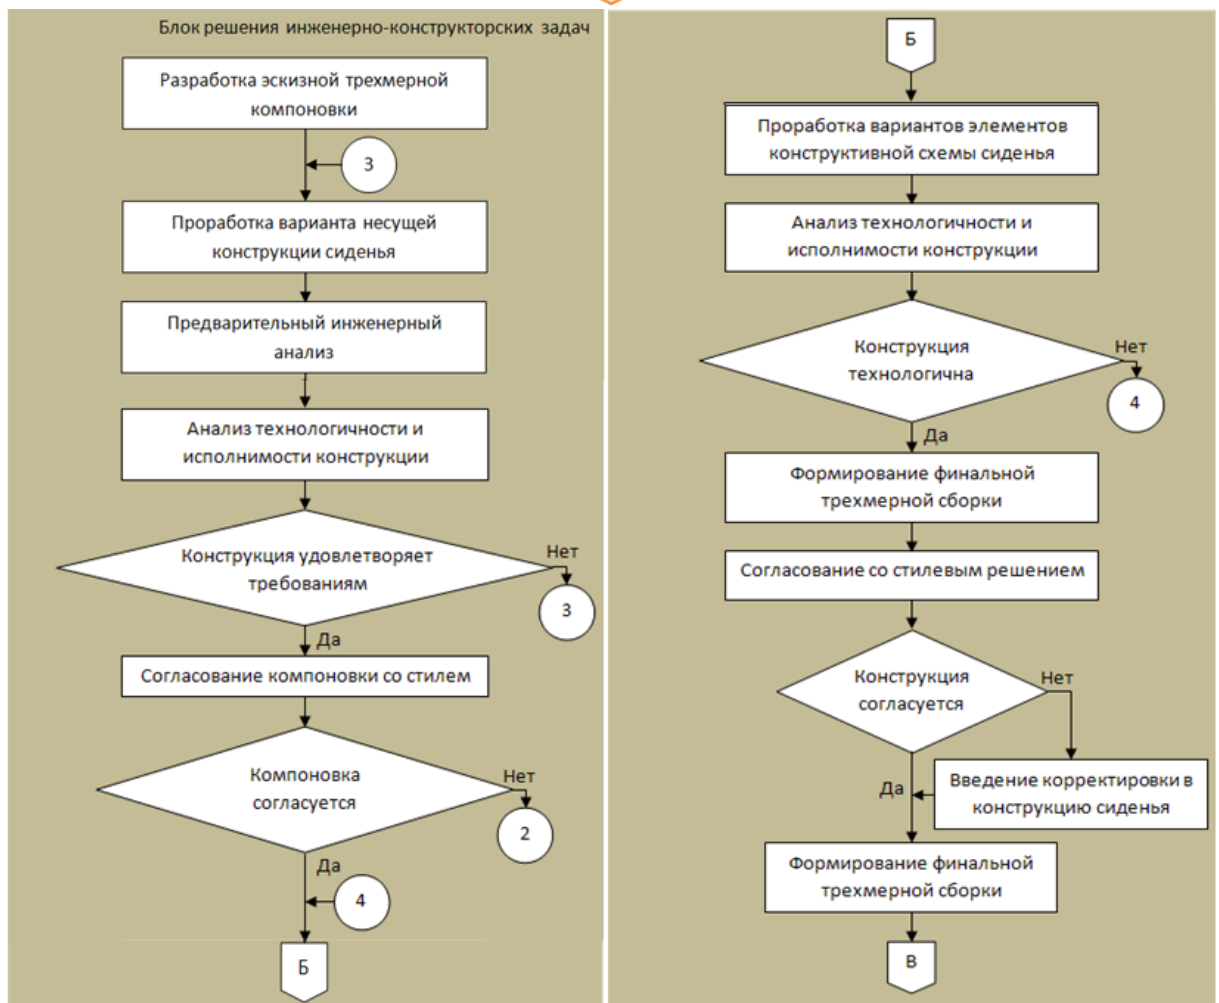 Блок решения инженерно-конструкторских задач
Разработка эскизной трехмерной
компоновки
3
Проработка варианта несущей
конструкции сиденья
Предварительный инженерный
анализ
Анализ технологичности и
исполнимости конструкции
Конструкция удовлетворяет
требованиям
Нет
3
Да
Согласование компоновки со стилем
Компоновка
согласуется
Нет
2
Да
4
Б
Б
Проработка вариантов элементов
конструктивной схемы сиденья
Анализ технологичности и
исполнимости конструкции
Конструкция
технологична
Нет
4
Да
Формирование финальной
трехмерной сборки
Согласование со стилевым решением
Конструкция
согласуется
Нет
Да
Введение корректировки в
конструкцию сиденья
Формирование финальной
трехмерной сборки
В